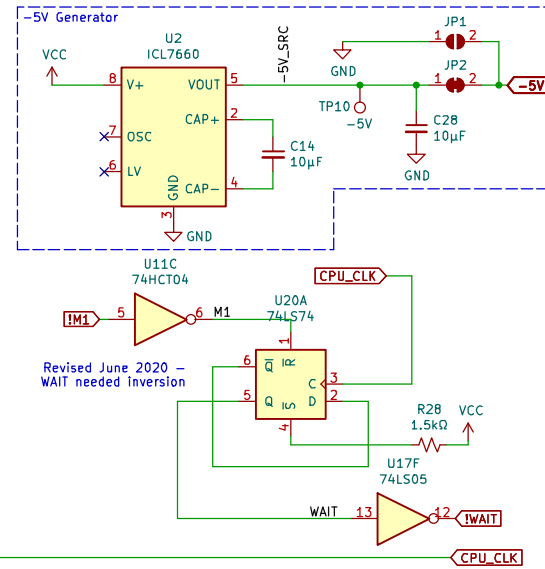 -5V Generator
U2
ICL7660
VCC
8 V+
VOUT 5
7 OSC
CAP+ 2
6 LV
CAP- 4
GND
3
GND
C14
10µF
-5V_SRC
JP1
1 2
GND
JP2
1 2
TP10
-5V
C28
10µF
GND
-5V
U11C
74HCT04
!M1
5 6
M1
CPU_CLK
U20A
74LS74
1
6 Q R
C 3
5 Q
D 2
S
4
Revised June 2020 –
WAIT needed inversion
R28
1.5kΩ
VCC
U17F
74LS05
WAIT
13 12
!WAIT
CPU_CLK